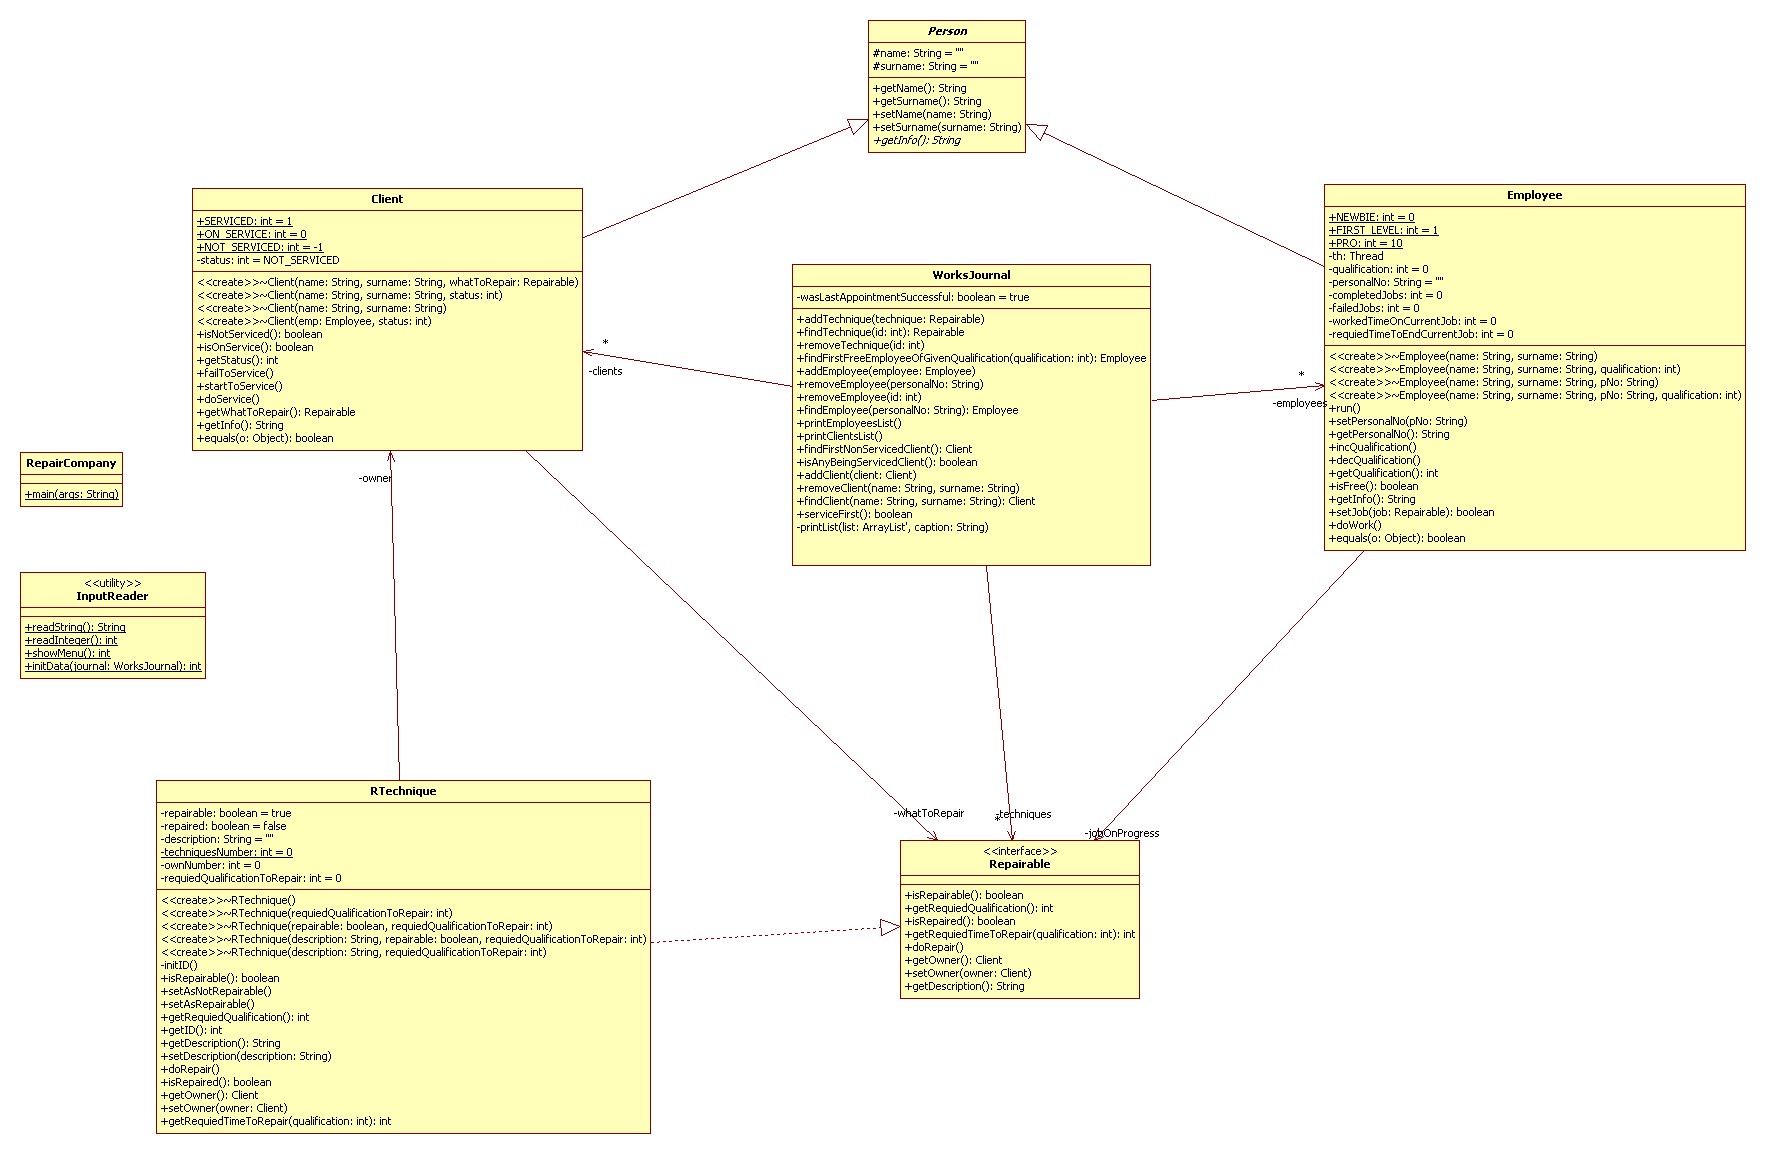 Person
#name: String = ""
#surname: String = ""
+getName(): String
+getSurname(): String
+setName(name: String)
+setSurname(surname: String)
+getInfo(): String
Client
+SERVICED: int = 1
+ON_SERVICE: int = 0
+NOT_SERVICED: int = -1
-status: int = NOT_SERVICED
<<create>>~Client(name: String, surname: String, whatToRepair: Repairable)
<<create>>~Client(name: String, surname: String, status: int)
<<create>>~Client(name: String, surname: String)
<<create>>~Client(emp: Employee, status: int)
+isNotServiced(): boolean
+isOnService(): boolean
+getStatus(): int
+failToService()
+startToService()
+doService()
+getWhatToRepair(): Repairable
+getInfo(): String
+equals(o: Object): boolean
*
-clients
WorksJournal
-wasLastAppointmentSuccessful: boolean = true
+addTechnique(technique: Repairable)
+findTechnique(id: int): Repairable
+removeTechnique(id: int)
+findFirstFreeEmployeeOfGivenQualification(qualification: int): Employee
+addEmployee(employee: Employee)
+removeEmployee(personalNo: String)
+removeEmployee(id: int)
+findEmployee(personalNo: String): Employee
+printEmployeesList()
+printClientsList()
+findFirstNonServicedClient(): Client
+isAnyBeingServicedClient(): boolean
+addClient(client: Client)
+removeClient(name: String, surname: String)
+findClient(name: String, surname: String): Client
+serviceFirst(): boolean
-printList(list: ArrayList', caption: String)
*
-employees
Employee
+NEWBIE: int = 0
+FIRST_LEVEL: int = 1
+PRO: int = 10
-th: Thread
-qualification: int = 0
-personalNo: String = ""
-completedJobs: int = 0
-failedJobs: int = 0
-workedTimeOnCurrentJob: int = 0
-requiedTimeToEndCurrentJob: int = 0
<<create>>~Employee(name: String, surname: String)
<<create>>~Employee(name: String, surname: String, qualification: int)
<<create>>~Employee(name: String, surname: String, pNo: String)
<<create>>~Employee(name: String, surname: String, pNo: String, qualification: int)
+run()
+setPersonalNo(pNo: String)
+getPersonalNo(): String
+incQualification()
+decQualification()
+getQualification(): int
+isFree(): boolean
+getInfo(): String
+setJob(job: Repairable): boolean
+doWork()
+equals(o: Object): boolean
RepairCompany
+main(args: String)
-owner
<<utility>>
InputReader
+readString(): String
+readInteger(): int
+showMenu(): int
+initData(journal: WorksJournal): int
RTechnique
-repairable: boolean = true
-repaired: boolean = false
-description: String = ""
-techniquesNumber: int = 0
-ownNumber: int = 0
-requiedQualificationToRepair: int = 0
<<create>>~RTechnique()
<<create>>~RTechnique(requiedQualificationToRepair: int)
<<create>>~RTechnique(repairable: boolean, requiedQualificationToRepair: int)
<<create>>~RTechnique(description: String, repairable: boolean, requiedQualificationToRepair: int)
<<create>>~RTechnique(description: String, requiedQualificationToRepair: int)
-initID()
+isRepairable(): boolean
+setAsNotRepairable()
+setAsRepairable()
+getRequiedQualification(): int
+getID(): int
+getDescription(): String
+setDescription(description: String)
+doRepair()
+isRepaired(): boolean
+getOwner(): Client
+setOwner(owner: Client)
+getRequiedTimeToRepair(qualification: int): int
-whatToRepair
-techniques
*
-jobOnProgress
<<interface>>
Repairable
+isRepairable(): boolean
+getRequiedQualification(): int
+isRepaired(): boolean
+getRequiedTimeToRepair(qualification: int): int
+doRepair()
+getOwner(): Client
+setOwner(owner: Client)
+getDescription(): String